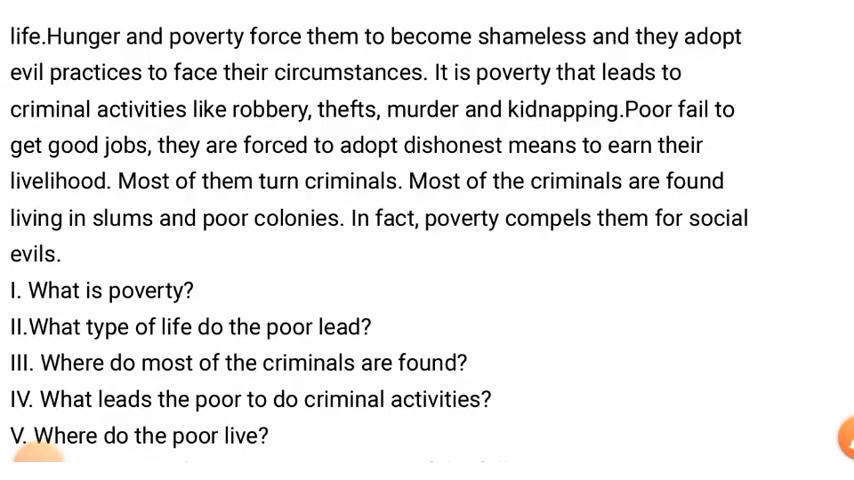 life.Hunger and poverty force them to become shameless and they adopt
evil practices to face their circumstances. It is poverty that leads to
criminal activities like robbery, thefts, murder and kidnapping.Poor fail to
get good jobs, they are forced to adopt dishonest means to earn their
livelihood. Most of them turn criminals. Most of the criminals are found
living in slums and poor colonies. In fact, poverty compels them for social
evils.
I. What is poverty?
II.What type of life do the poor lead?
III. Where do most of the criminals are found?
IV. What leads the poor to do criminal activities?
V. Where do the poor live?